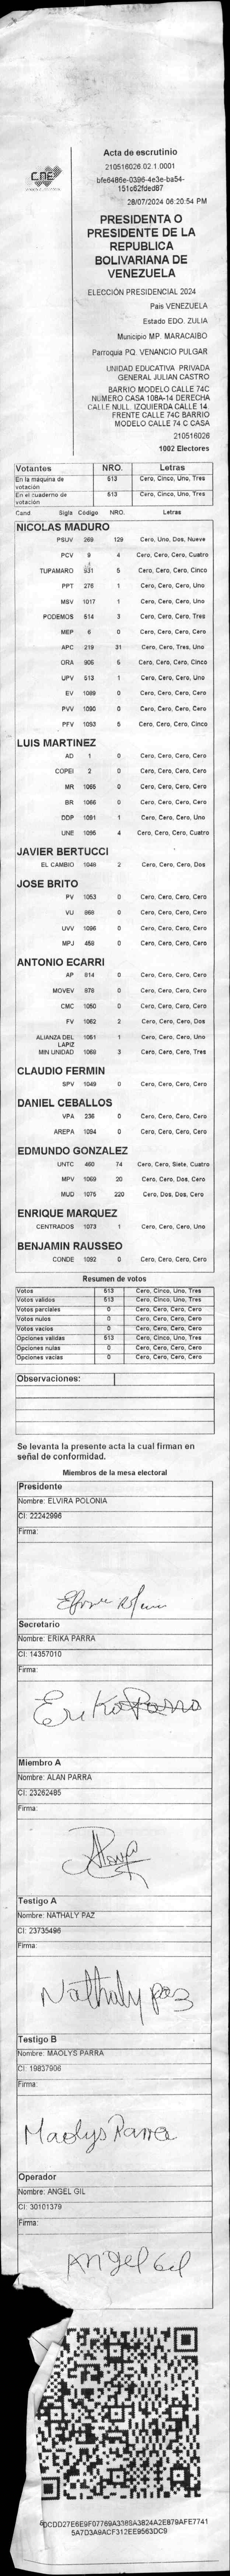 CNE
Acta de escrutinio
210516026.02.1.0001
bfe6486e-0396-4e3e-ba54-
151c62fded87
28/07/2024 06:20:54 PM
PRESIDENTA O
PRESIDENTE DE LA
REPUBLICA
BOLIVARIANA DE
VENEZUELA
ELECCIÓN PRESIDENCIAL 2024
País VENEZUELA
Estado EDO. ZULIA
Municipio MP. MARACAIBO
Parroquia PQ. VENANCIO PULGAR
UNIDAD EDUCATIVA PRIVADA
GENERAL JULIAN CASTRO
BARRIO MODELO CALLE 74C
NÚMERO CASA 108A-14 DERECHA
CALLE NULL. IZQUIERDA CALLE 14.
FRENTE CALLE 74C BARRIO
MODELO CALLE 74 C CASA
210516026
1002 Electores
Votantes NRO. Letras
En la máquina de votación 513 Cero, Cinco, Uno, Tres
En el cuaderno de votación 513 Cero, Cinco, Uno, Tres
Cand Sigla Código NRO. Letras
NICOLAS MADURO
PSUV 269 129 Cero, Uno, Dos, Nueve
PCV 9 4 Cero, Cero, Cero, Cuatro
TUPAMARO 931 5 Cero, Cero, Cero, Cinco
PPT 276 1 Cero, Cero, Cero, Uno
MSV 1017 1 Cero, Cero, Cero, Uno
PODEMOS 514 3 Cero, Cero, Cero, Tres
MEP 6 0 Cero, Cero, Cero, Cero
APC 219 31 Cero, Cero, Tres, Uno
ORA 906 5 Cero, Cero, Cero, Cinco
UPV 513 1 Cero, Cero, Cero, Uno
EV 1089 0 Cero, Cero, Cero, Cero
PVV 1090 0 Cero, Cero, Cero, Cero
PFV 1093 5 Cero, Cero, Cero, Cinco
LUIS MARTINEZ
AD 1 0 Cero, Cero, Cero, Cero
COPEI 2 0 Cero, Cero, Cero, Cero
MR 1065 0 Cero, Cero, Cero, Cero
BR 1066 0 Cero, Cero, Cero, Cero
DDP 1091 1 Cero, Cero, Cero, Uno
UNE 1095 4 Cero, Cero, Cero, Cuatro
JAVIER BERTUCCI
EL CAMBIO 1048 2 Cero, Cero, Cero, Dos
JOSE BRITO
PV 1053 0 Cero, Cero, Cero, Cero
VU 868 0 Cero, Cero, Cero, Cero
UVV 1096 0 Cero, Cero, Cero, Cero
MPJ 458 0 Cero, Cero, Cero, Cero
ANTONIO ECARRI
AP 814 0 Cero, Cero, Cero, Cero
MOVEV 878 0 Cero, Cero, Cero, Cero
CMC 1050 0 Cero, Cero, Cero, Cero
FV 1062 2 Cero, Cero, Cero, Dos
ALIANZA DEL LÁPIZ 1051 1 Cero, Cero, Cero, Uno
MIN UNIDAD 1068 3 Cero, Cero, Cero, Tres
CLAUDIO FERMIN
SPV 1049 0 Cero, Cero, Cero, Cero
DANIEL CEBALLOS
VPA 236 0 Cero, Cero, Cero, Cero
AREPA 1094 0 Cero, Cero, Cero, Cero
EDMUNDO GONZALEZ
UNTC 460 74 Cero, Cero, Siete, Cuatro
MPV 1069 20 Cero, Cero, Dos, Cero
MUD 1075 220 Cero, Dos, Dos, Cero
ENRIQUE MARQUEZ
CENTRADOS 1073 1 Cero, Cero, Cero, Uno
BENJAMIN RAUSSEO
CONDE 1092 0 Cero, Cero, Cero, Cero
Resumen de votos
Votos 513 Cero, Cinco, Uno, Tres
Votos validos 513 Cero, Cinco, Uno, Tres
Votos parciales 0 Cero, Cero, Cero, Cero
Votos nulos 0 Cero, Cero, Cero, Cero
Votos vacios 0 Cero, Cero, Cero, Cero
Opciones validas 513 Cero, Cinco, Uno, Tres
Opciones nulas 0 Cero, Cero, Cero, Cero
Opciones vacias 0 Cero, Cero, Cero, Cero
Observaciones:
Se levanta la presente acta la cual firman en
señal de conformidad.
Miembros de la mesa electoral
Presidente
Nombre: ELVIRA POLONIA
CI: 22242996
Firma:
Secretario
Nombre: ERIKA PARRA
CI: 14357010
Firma:
Erika Parra
Miembro A
Nombre: ALAN PARRA
CI: 23262485
Firma:
Testigo A
Nombre: NATHALY PAZ
CI: 23735496
Firma:
Nathaly paz
Testigo B
Nombre: MAOLYS PARRA
CI: 19837906
Firma:
Maolys Parra
Operador
Nombre: ANGEL GIL
CI: 30101379
Firma:
Angel Gil
5A7D3A9ACF312EE9563DC9